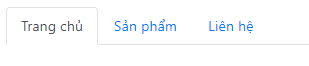 Trang chủ Sản phẩm Liên hệ